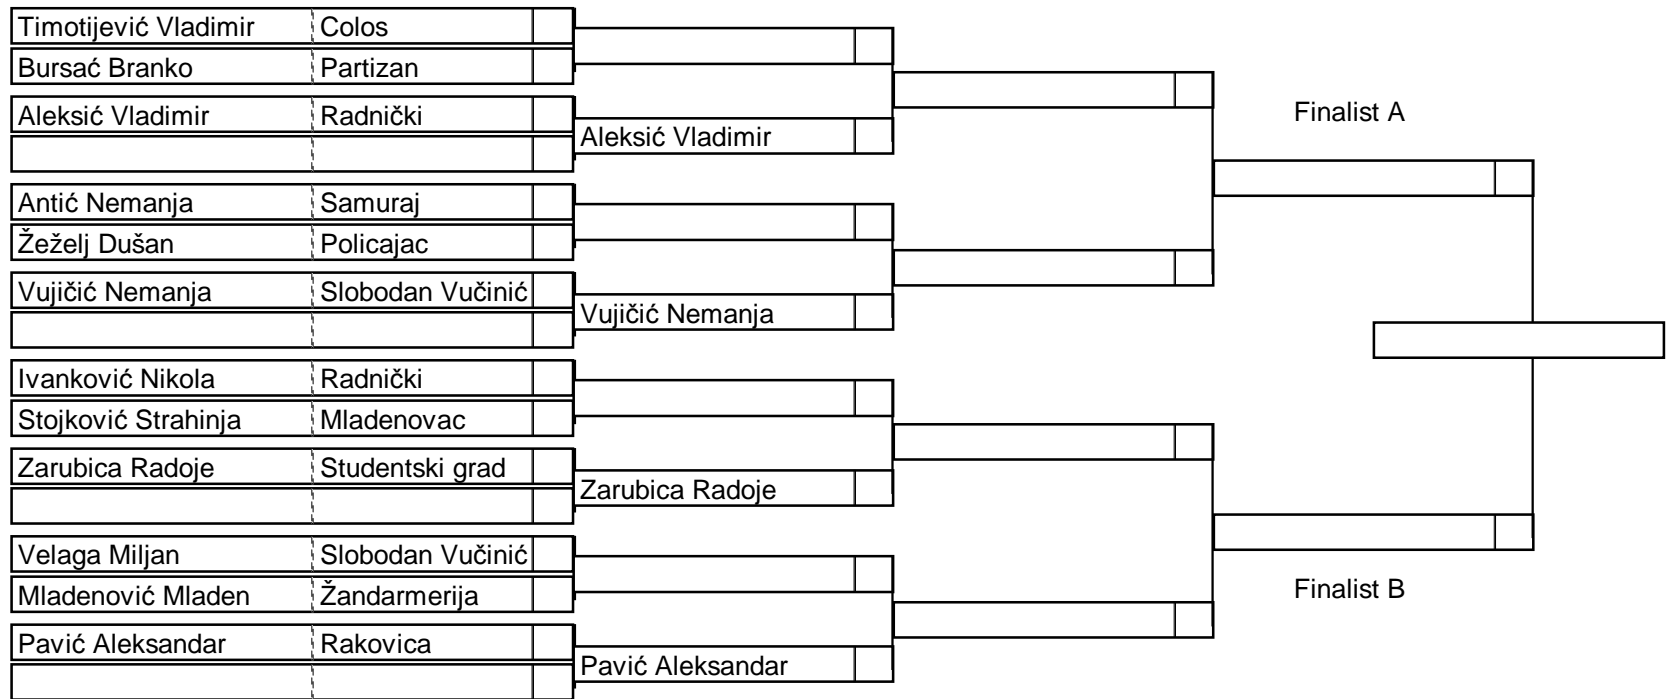 Timotijević Vladimir Colos
Bursać Branko Partizan
Aleksić Vladimir Radnički
Aleksić Vladimir
Antić Nemanja Samuraj
Žeželj Dušan Policajac
Vujičić Nemanja Slobodan Vučinić
Vujičić Nemanja
Ivanković Nikola Radnički
Stojković Strahinja Mladenovac
Zarubica Radoje Studentski grad
Zarubica Radoje
Velaga Miljan Slobodan Vučinić
Mladenović Mladen Žandarmerija
Pavić Aleksandar Rakovica
Pavić Aleksandar
Finalist A
Finalist B